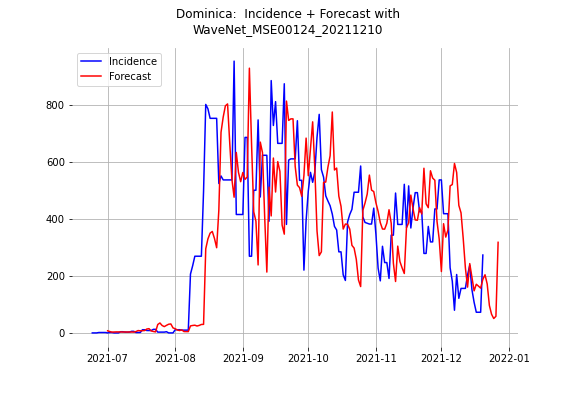 Dominica:  Incidence + Forecast with
WaveNet_MSE00124_20211210
Incidence
Forecast
800
600
400
200
0
2021-07 2021-08 2021-09 2021-10 2021-11 2021-12 2022-01